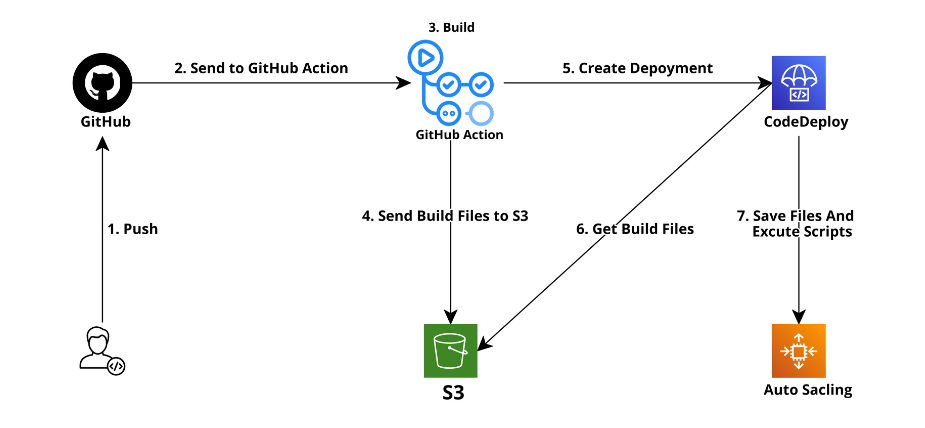 3. Build
2. Send to GitHub Action
5. Create Depoyment
GitHub
GitHub Action
CodeDeploy
1. Push
4. Send Build Files to S3
6. Get Build Files
7. Save Files And
Excute Scripts
S3
Auto Sacling